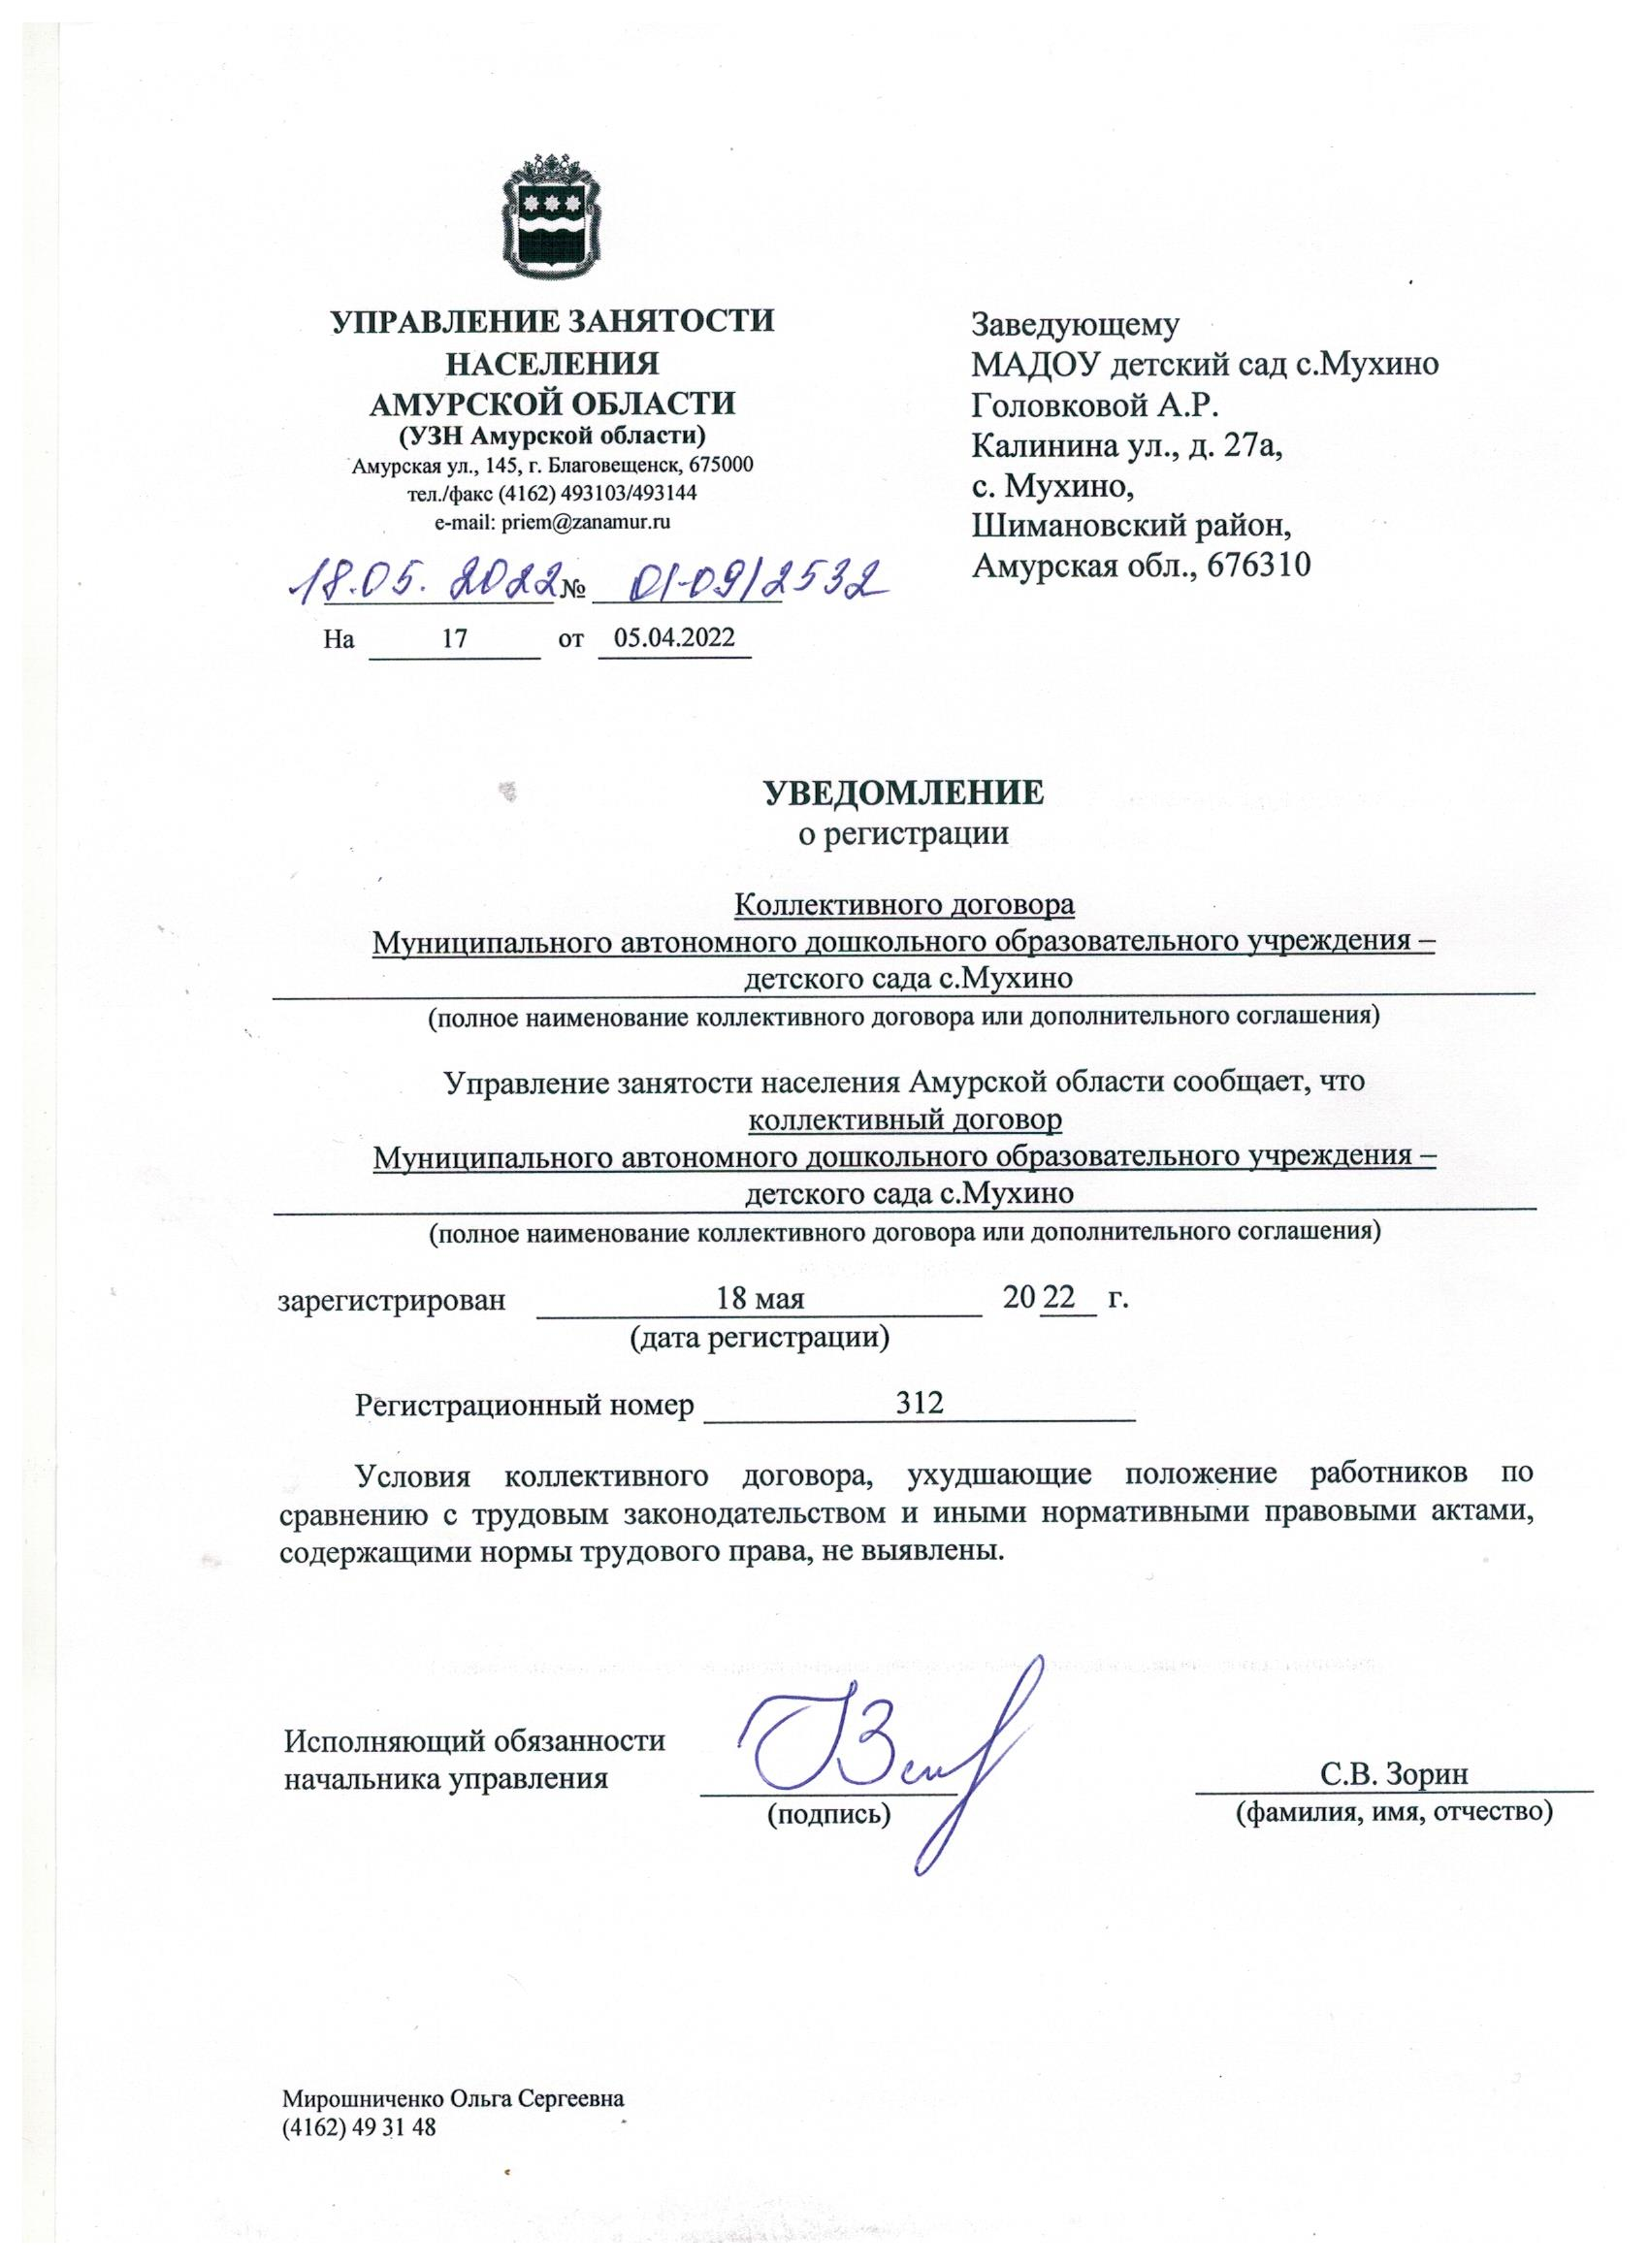 УПРАВЛЕНИЕ ЗАНЯТОСТИ
НАСЕЛЕНИЯ
АМУРСКОЙ ОБЛАСТИ
(УЗН Амурской области)
Амурская ул., 145, г. Благовещенск, 675000
тел./факс (4162) 493103/493144
e-mail: priem@zanamur.ru
18.05.2022 № 01-09/2532
На 17 от 05.04.2022
Заведующему
МАДОУ детский сад с.Мухино
Головковой А.Р.
Калинина ул., д. 27а,
с. Мухино,
Шимановский район,
Амурская обл., 676310
УВЕДОМЛЕНИЕ
о регистрации
Коллективного договора
Муниципального автономного дошкольного образовательного учреждения –
детского сада с.Мухино
(полное наименование коллективного договора или дополнительного соглашения)
Управление занятости населения Амурской области сообщает, что
коллективный договор
Муниципального автономного дошкольного образовательного учреждения –
детского сада с.Мухино
(полное наименование коллективного договора или дополнительного соглашения)
зарегистрирован 18 мая 20 22 г.
(дата регистрации)
Регистрационный номер 312
Условия коллективного договора, ухудшающие положение работников по
сравнению с трудовым законодательством и иными нормативными правовыми актами,
содержащими нормы трудового права, не выявлены.
Исполняющий обязанности
начальника управления
С.В. Зорин
(подпись) (фамилия, имя, отчество)
Мирошниченко Ольга Сергеевна
(4162) 49 31 48